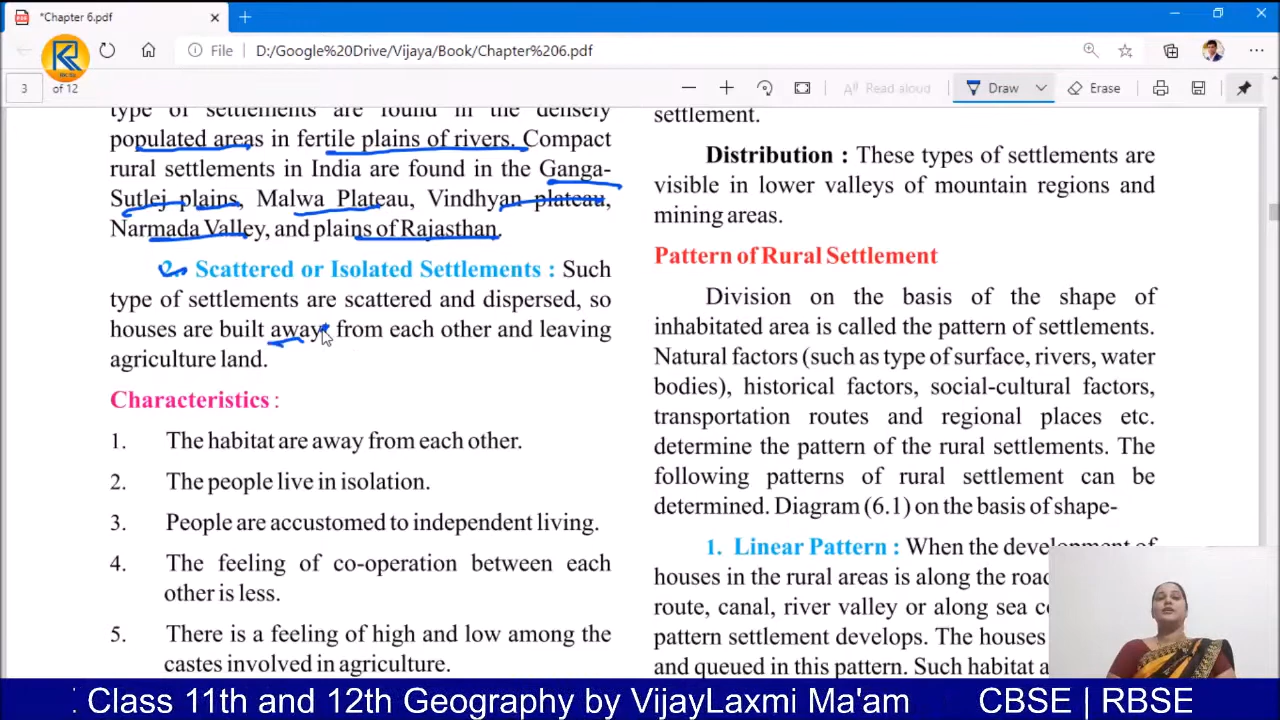 *Chapter 6.pdf
File
D:/Google%20Drive/Vijaya/Book/Chapter%206.pdf
3
of 12
Read aloud
Draw
Erase
type of settlements are found in the densely
populated areas in fertile plains of rivers. Compact
rural settlements in India are found in the Ganga-
Sutlej plains, Malwa Plateau, Vindhyan plateau,
Narmada Valley, and plains of Rajasthan.
Scattered or Isolated Settlements : Such
type of settlements are scattered and dispersed, so
houses are built away from each other and leaving
agriculture land.
Characteristics :
1. The habitat are away from each other.
2. The people live in isolation.
3. People are accustomed to independent living.
4. The feeling of co-operation between each
other is less.
5. There is a feeling of high and low among the
castes involved in agriculture.
settlement.
Distribution : These types of settlements are
visible in lower valleys of mountain regions and
mining areas.
Pattern of Rural Settlement
Division on the basis of the shape of
inhabitated area is called the pattern of settlements.
Natural factors (such as type of surface, rivers, water
bodies), historical factors, social-cultural factors,
transportation routes and regional places etc.
determine the pattern of the rural settlements. The
following patterns of rural settlement can be
determined. Diagram (6.1) on the basis of shape-
1. Linear Pattern : When the development of
houses in the rural areas is along the road
route, canal, river valley or along sea
pattern settlement develops. The houses
and queued in this pattern. Such habitat
Class 11th and 12th Geography by VijayLaxmi Ma'am CBSE | RBSE